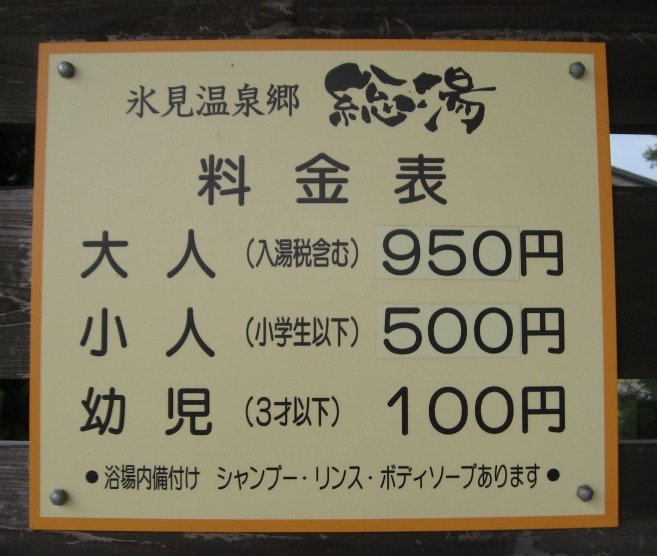 氷見温泉郷 総湯
料金表
大人 (入湯税含む) 950円
小人 (小学生以下) 500円
幼児 (3才以下) 100円
●浴場内備付け シャンプー・リンス・ボディソープあります●